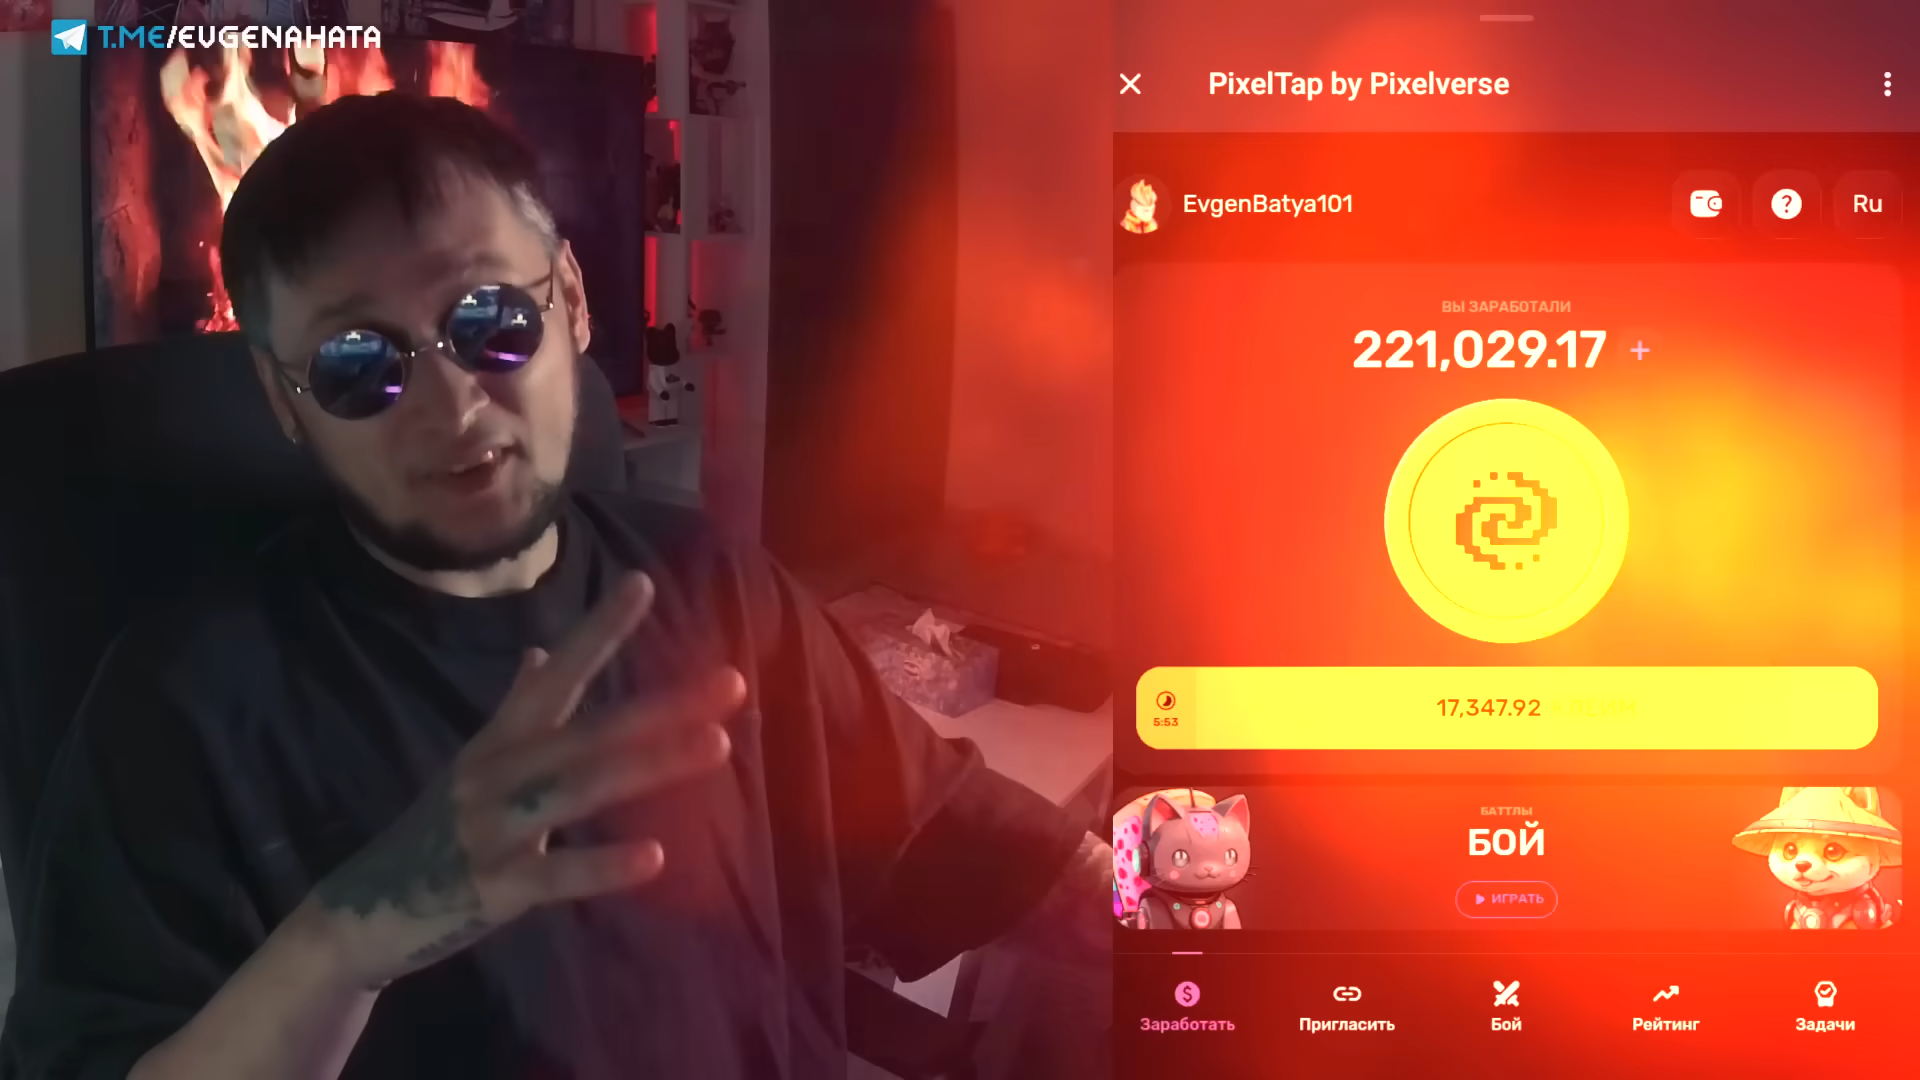 T.ME/EVGENAHATA
PixelTap by Pixelverse
EvgenBatya101
Ru
ВЫ ЗАРАБОТАЛИ
221,029.17 +
5:53
17,347.92
БАТТЛЫ
БОЙ
ИГРАТЬ
Заработать
Пригласить
Бой
Рейтинг
Задачи